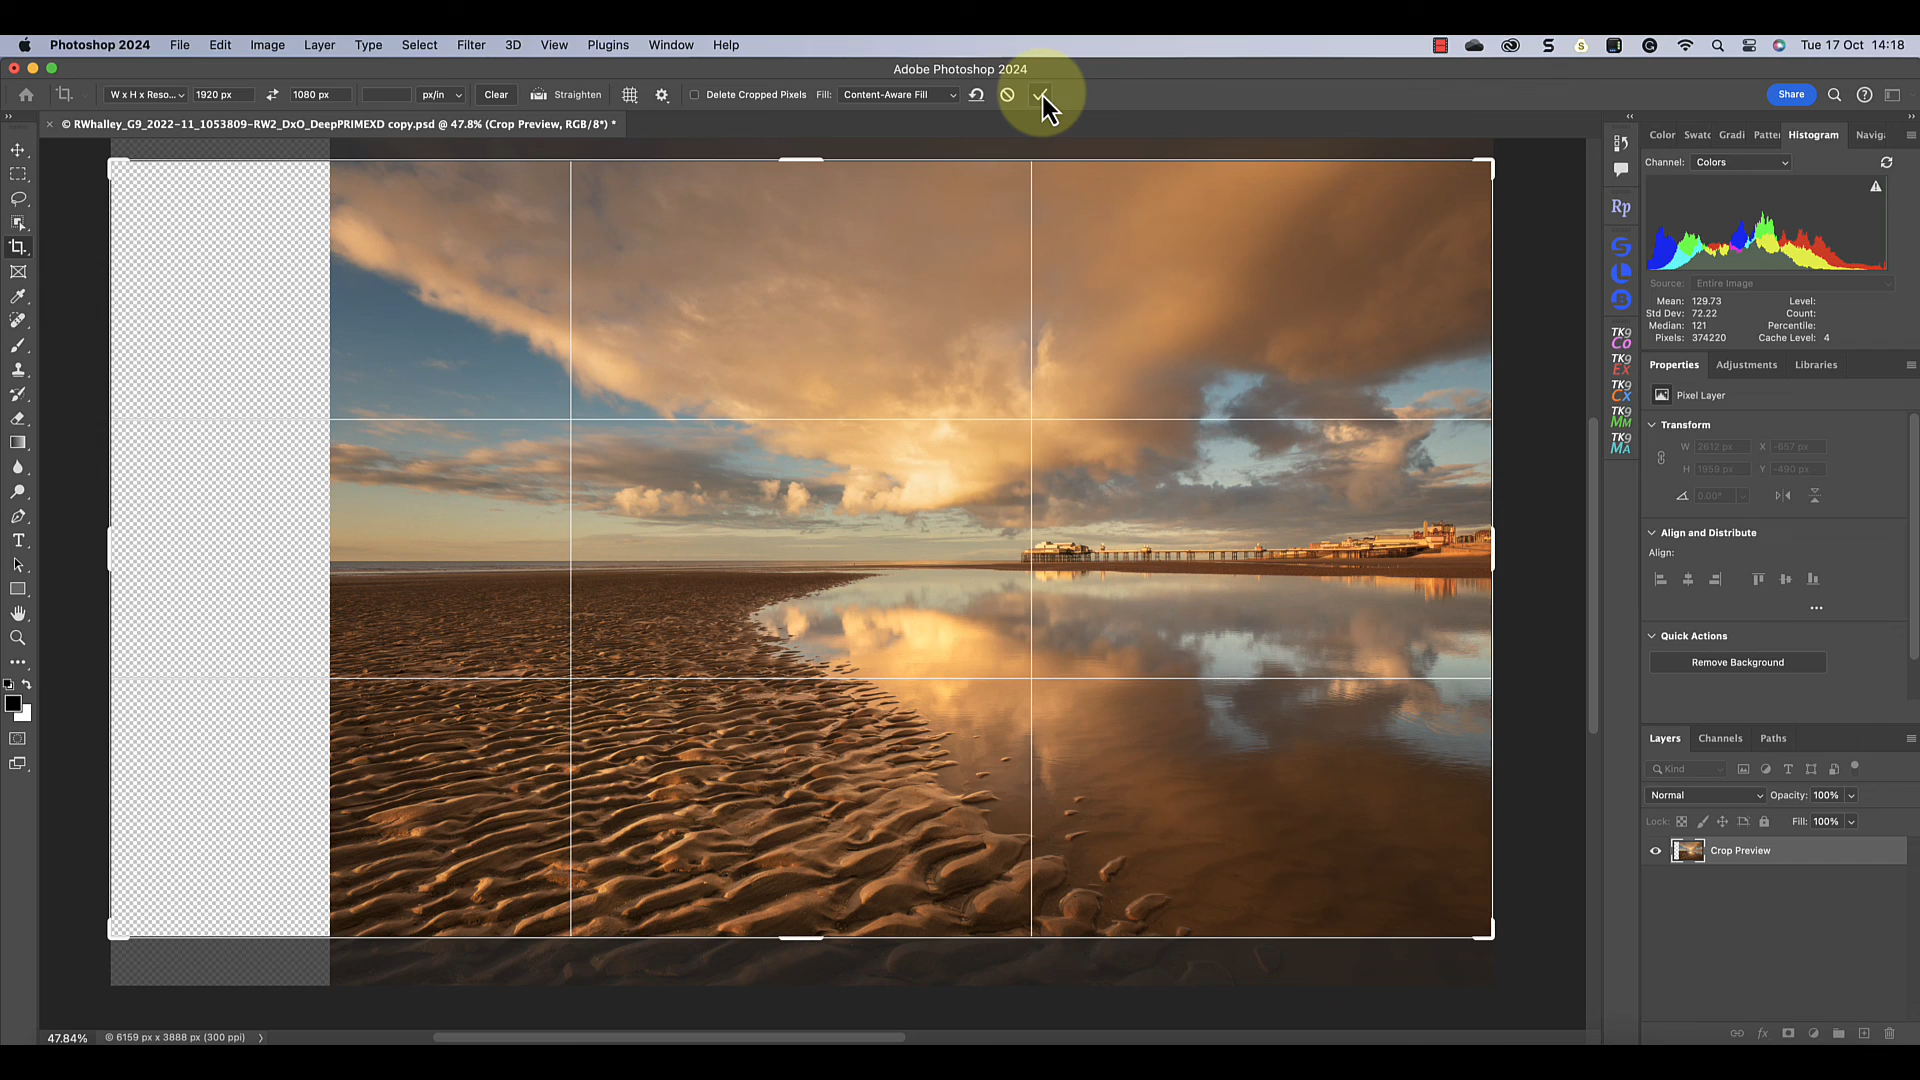 Photoshop 2024 File Edit Image Layer Type Select Filter 3D View Plugins Window Help Tue 17 Oct 14:18
Adobe Photoshop 2024
W x H x Reso... 1920 px 1080 px px/in Clear Straighten Delete Cropped Pixels Fill: Content-Aware Fill Share
© RWhalley_G9_2022-11_1053809-RW2_DxO_DeepPRIMEXD copy.psd @ 47.8% (Crop Preview, RGB/8*) *
Color Swatc Gradi Patter Histogram Navig
Channel: Colors
Source: Entire Image
Mean: 129.73 Level:
Std Dev: 72.22 Count:
Median: 121 Percentile:
Pixels: 374220 Cache Level: 4
Rp
TK9
Co
TK9
EX
TK9
CX
TK9
MM
TK9
MA
Properties Adjustments Libraries
Pixel Layer
Transform
W 2612 px X -657 px
H 1959 px Y -490 px
0.00°
Align and Distribute
Align:
Quick Actions
Remove Background
Layers Channels Paths
Kind
Normal Opacity: 100%
Lock: Fill: 100%
Crop Preview
47.84% © 6159 px x 3888 px (300 ppi)